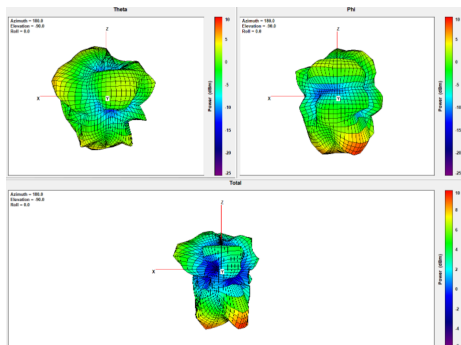 Theta
Azimuth = 180.0
Elevation = -90.0
Roll = 0.0
Z
X
Y
10
5
0
-5
-10
-15
-20
-25
Power (dBm)
Phi
Azimuth = 180.0
Elevation = -90.0
Roll = 0.0
Z
X
Y
10
5
0
-5
-10
-15
-20
-25
Power (dBm)
Total
Azimuth = 180.0
Elevation = -90.0
Roll = 0.0
Z
X
10
8
6
4
2
0
-2
-4
Power (dBm)